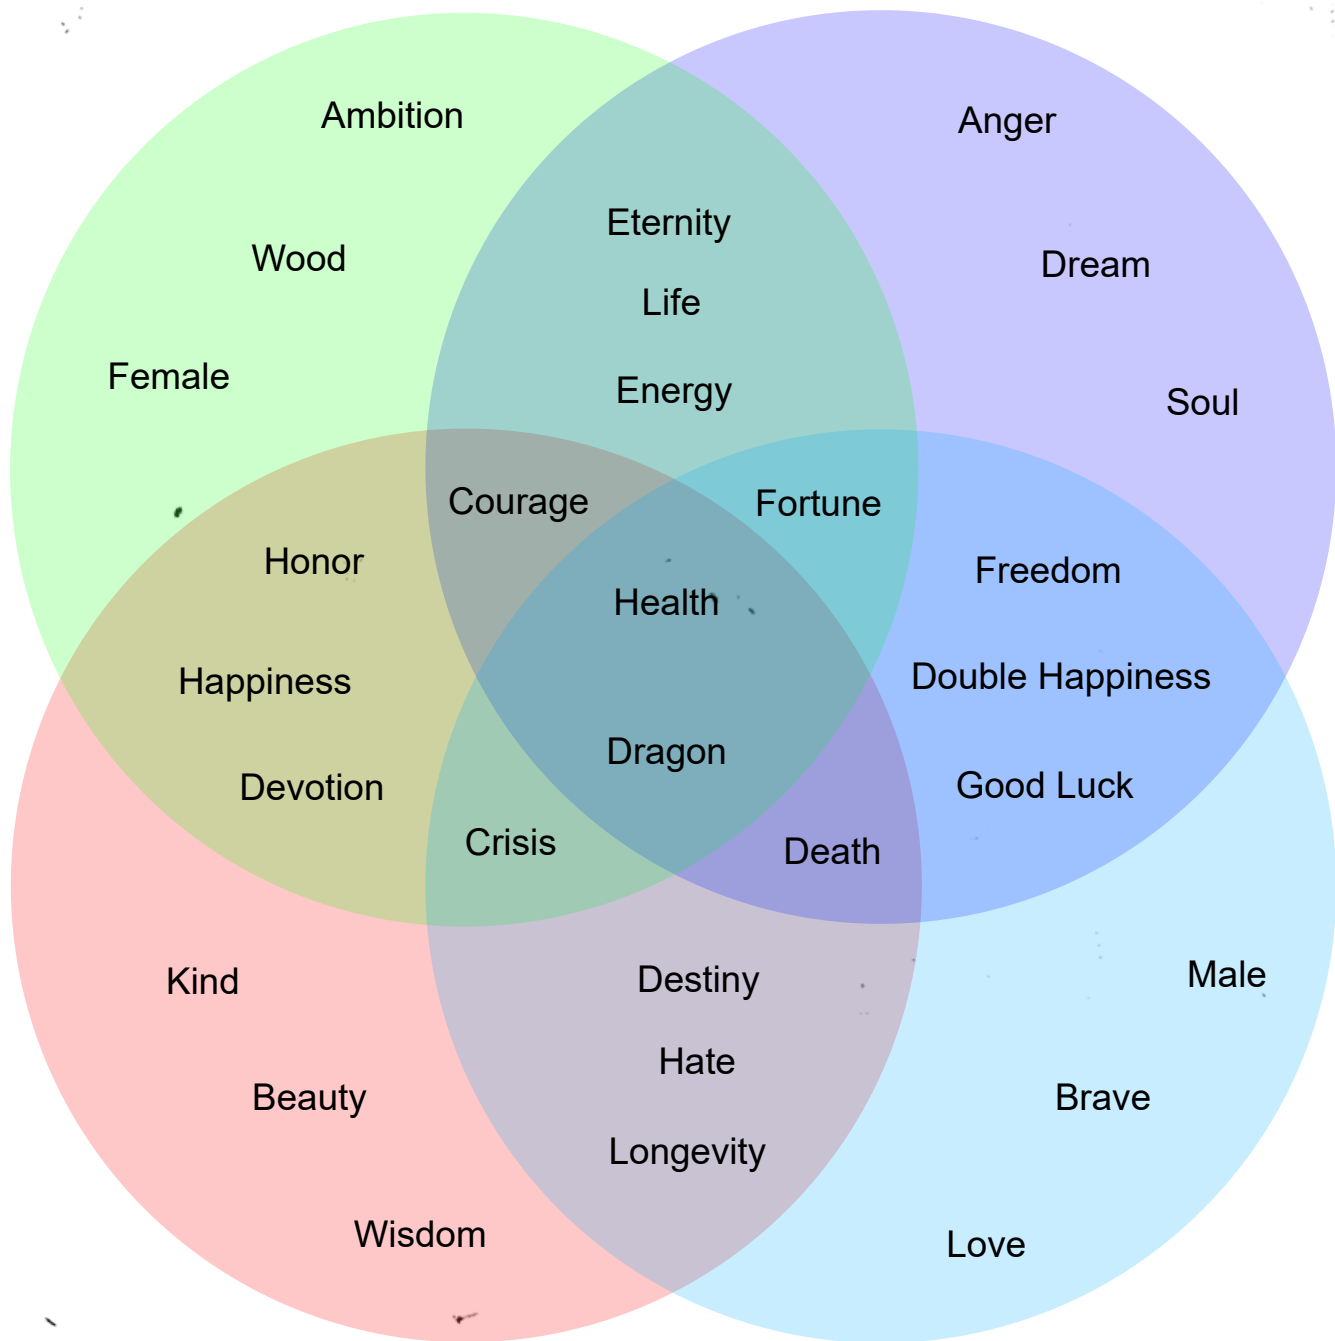 Ambition
Anger
Eternity
Wood
Dream
Life
Female
Energy
Soul
Courage
Fortune
Honor
Freedom
Health
Happiness
Double Happiness
Dragon
Devotion
Good Luck
Crisis
Death
Kind
Destiny
Male
Hate
Beauty
Brave
Longevity
Wisdom
Love